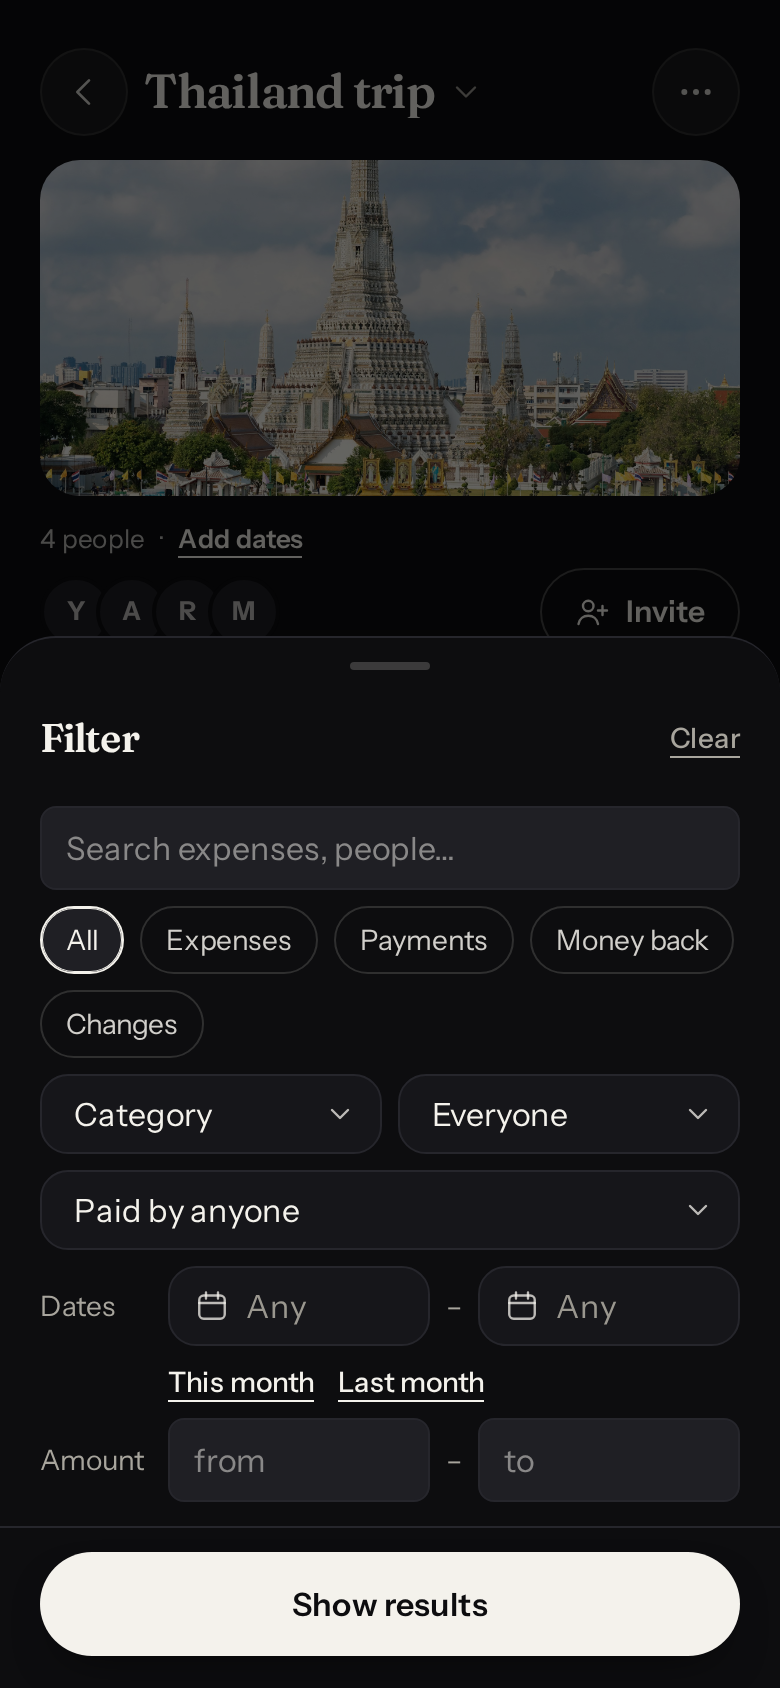 Thailand trip
4 people · Add dates
Y A R M Invite
Filter Clear
Search expenses, people...
All Expenses Payments Money back
Changes
Category Everyone
Paid by anyone
Dates Any – Any
This month Last month
Amount from – to
Show results